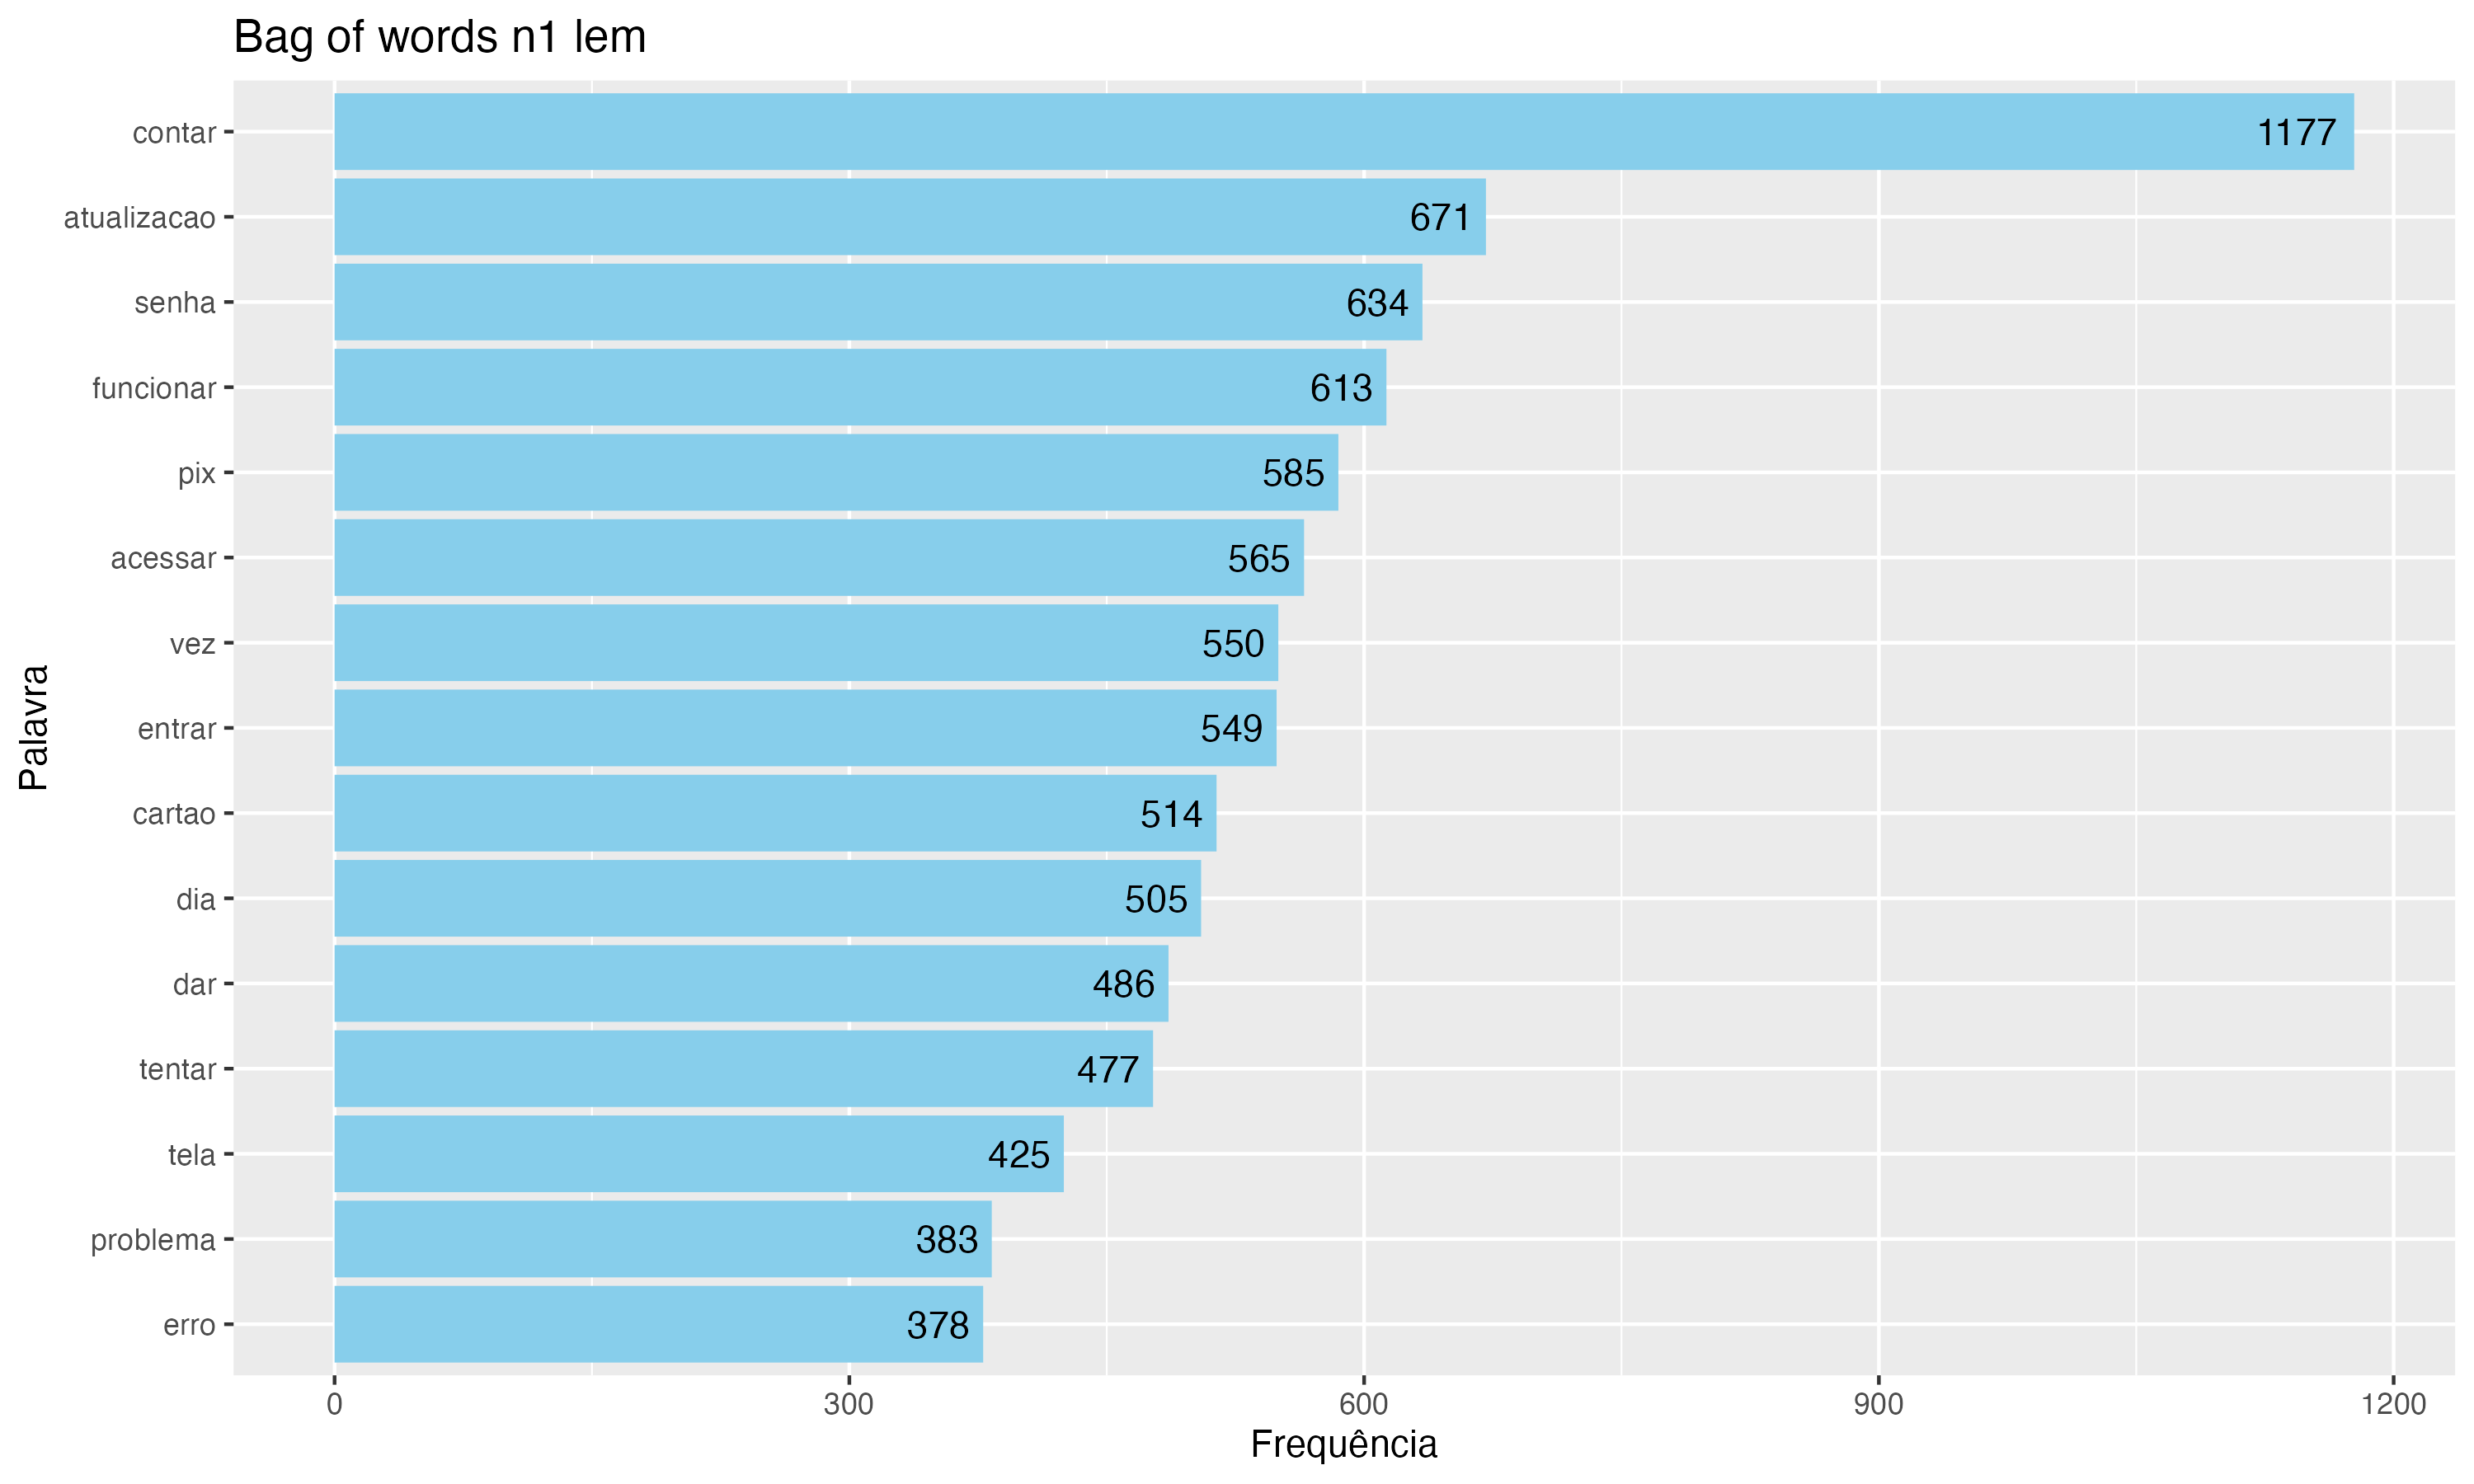 Bag of words n1 lem
Palavra
contar 1177
atualizacao 671
senha 634
funcionar 613
pix 585
acessar 565
vez 550
entrar 549
cartao 514
dia 505
dar 486
tentar 477
tela 425
problema 383
erro 378
0 300 600 900 1200
Frequência